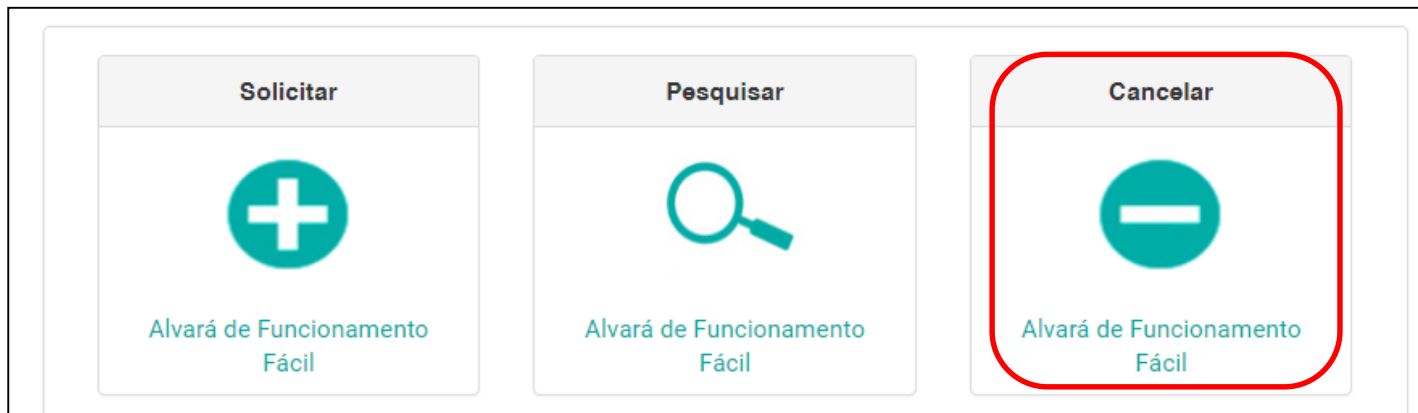 Solicitar
Alvará de Funcionamento
Fácil
Pesquisar
Alvará de Funcionamento
Fácil
Cancelar
Alvará de Funcionamento
Fácil